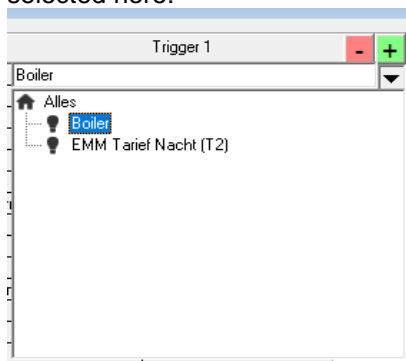 selected here.
Trigger 1 - +
Boiler
Alles
Boiler
EMM Tarief Nacht (T2)